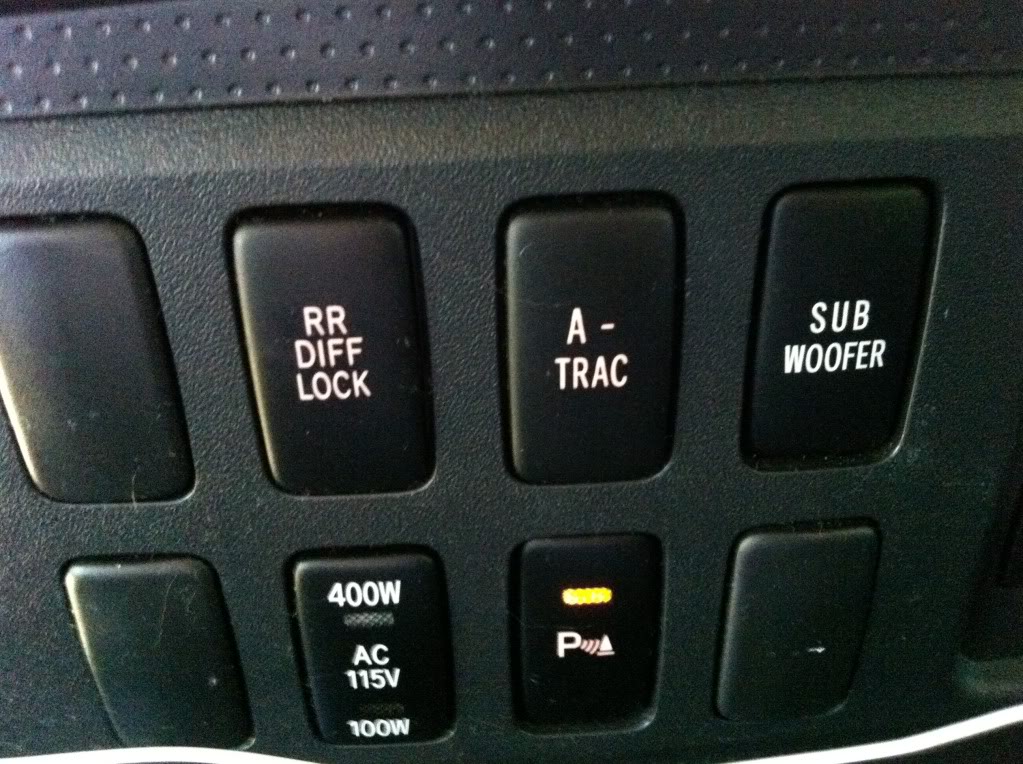 RR
DIFF
LOCK
A -
TRAC
SUB
WOOFER
400W
AC
115V
100W
P